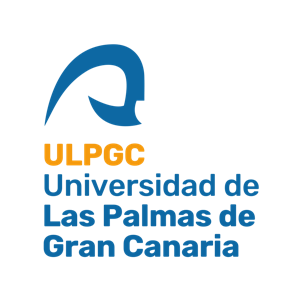 ULPGC
Universidad de
Las Palmas de
Gran Canaria